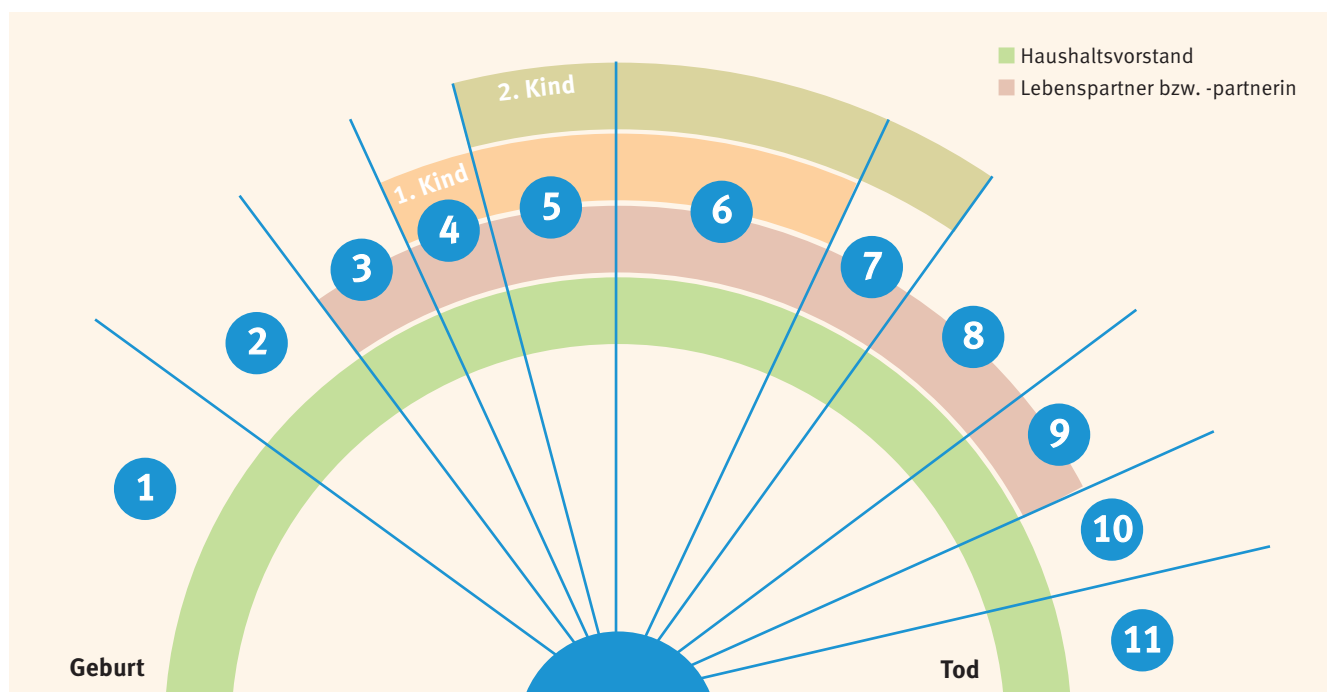 Haushaltsvorstand
Lebenspartner bzw. -partnerin
2. Kind
1. Kind
1
2
3
4
5
6
7
8
9
10
11
Geburt
Tod